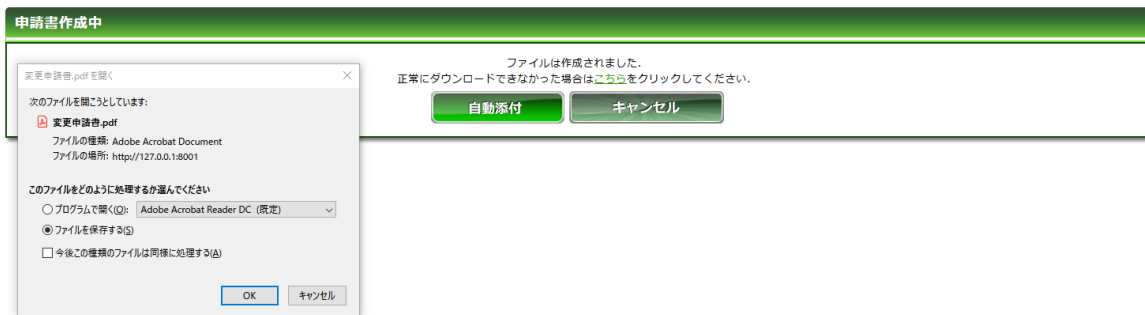 申請書作成中
ファイルは作成されました.
正常にダウンロードできなかった場合はこちらをクリックしてください.
自動添付
キャンセル
変更申請書.pdf を開く
次のファイルを開こうとしています:
変更申請書.pdf
ファイルの種類: Adobe Acrobat Document
ファイルの場所: http://127.0.0.1:8001
このファイルをどのように処理するか選んでください
プログラムで開く(O): Adobe Acrobat Reader DC (既定)
ファイルを保存する(S)
今後この種類のファイルは同様に処理する(A)
OK キャンセル